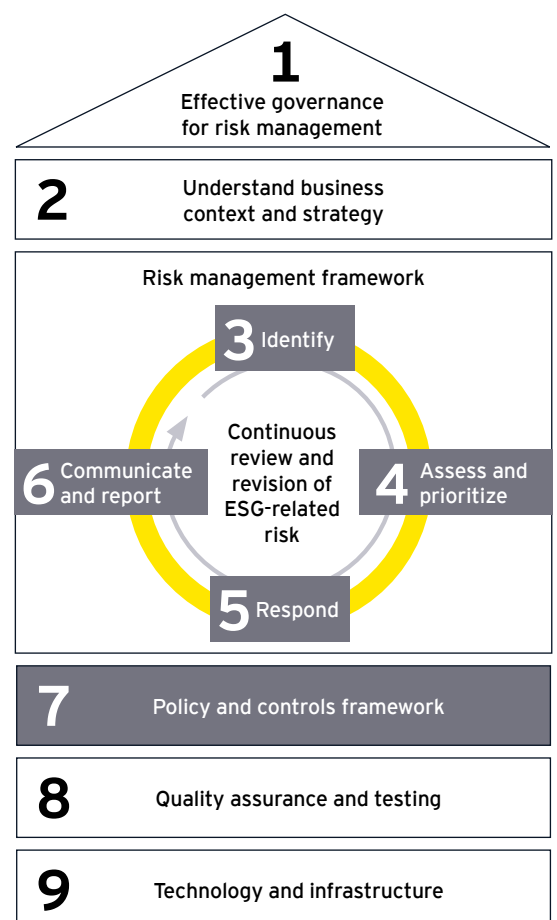 1
Effective governance
for risk management
2
Understand business
context and strategy
Risk management framework
3 Identify
Continuous
review and
revision of
ESG-related
risk
4 Assess and
prioritize
5 Respond
6 Communicate
and report
7 Policy and controls framework
8 Quality assurance and testing
9 Technology and infrastructure